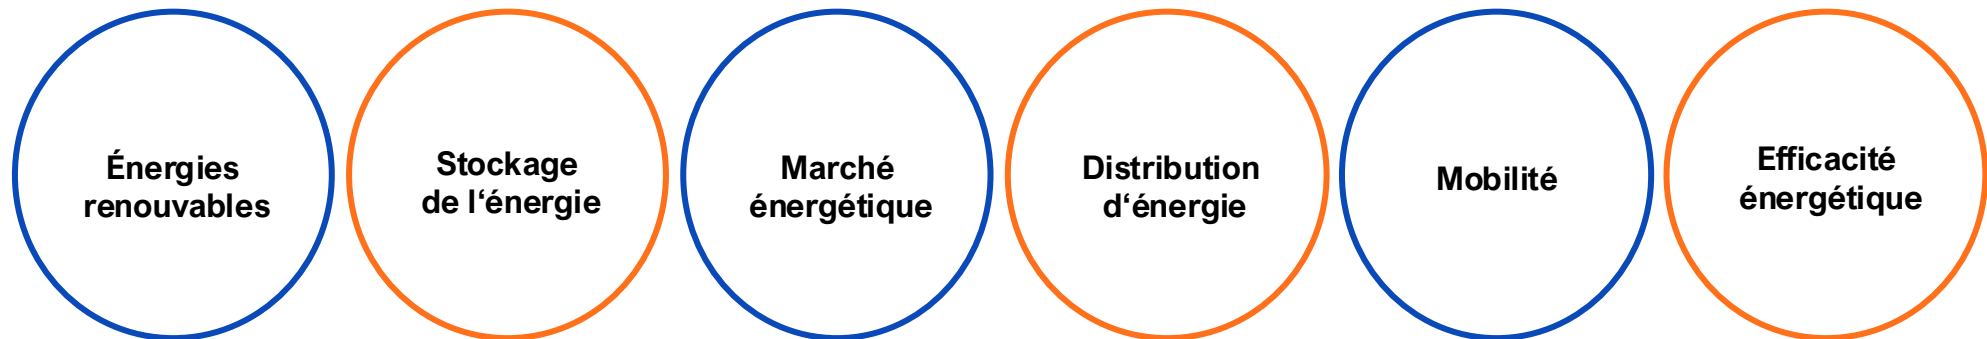 Énergies
renouvables
Stockage
de l‘énergie
Marché
énergétique
Distribution
d‘énergie
Mobilité
Efficacité
énergétique